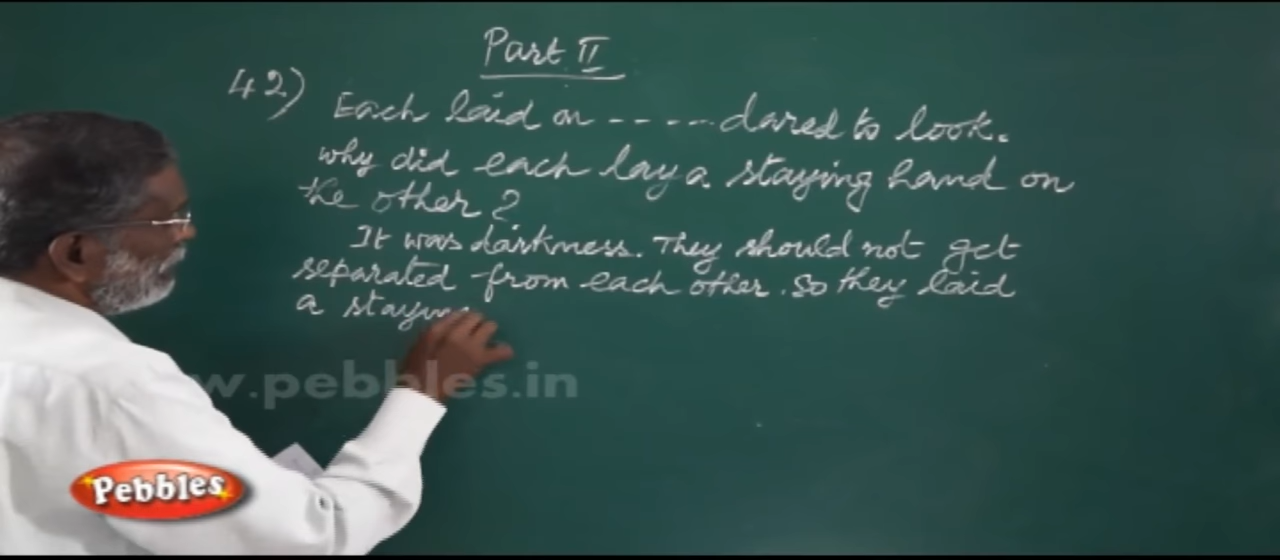 Part II
42) Each laid on ----- dared to look.
why did each lay a staying hand on
the other?
It was darkness. They should not get
separated from each other. So they laid
a staying
w.pebbles.in
Pebbles